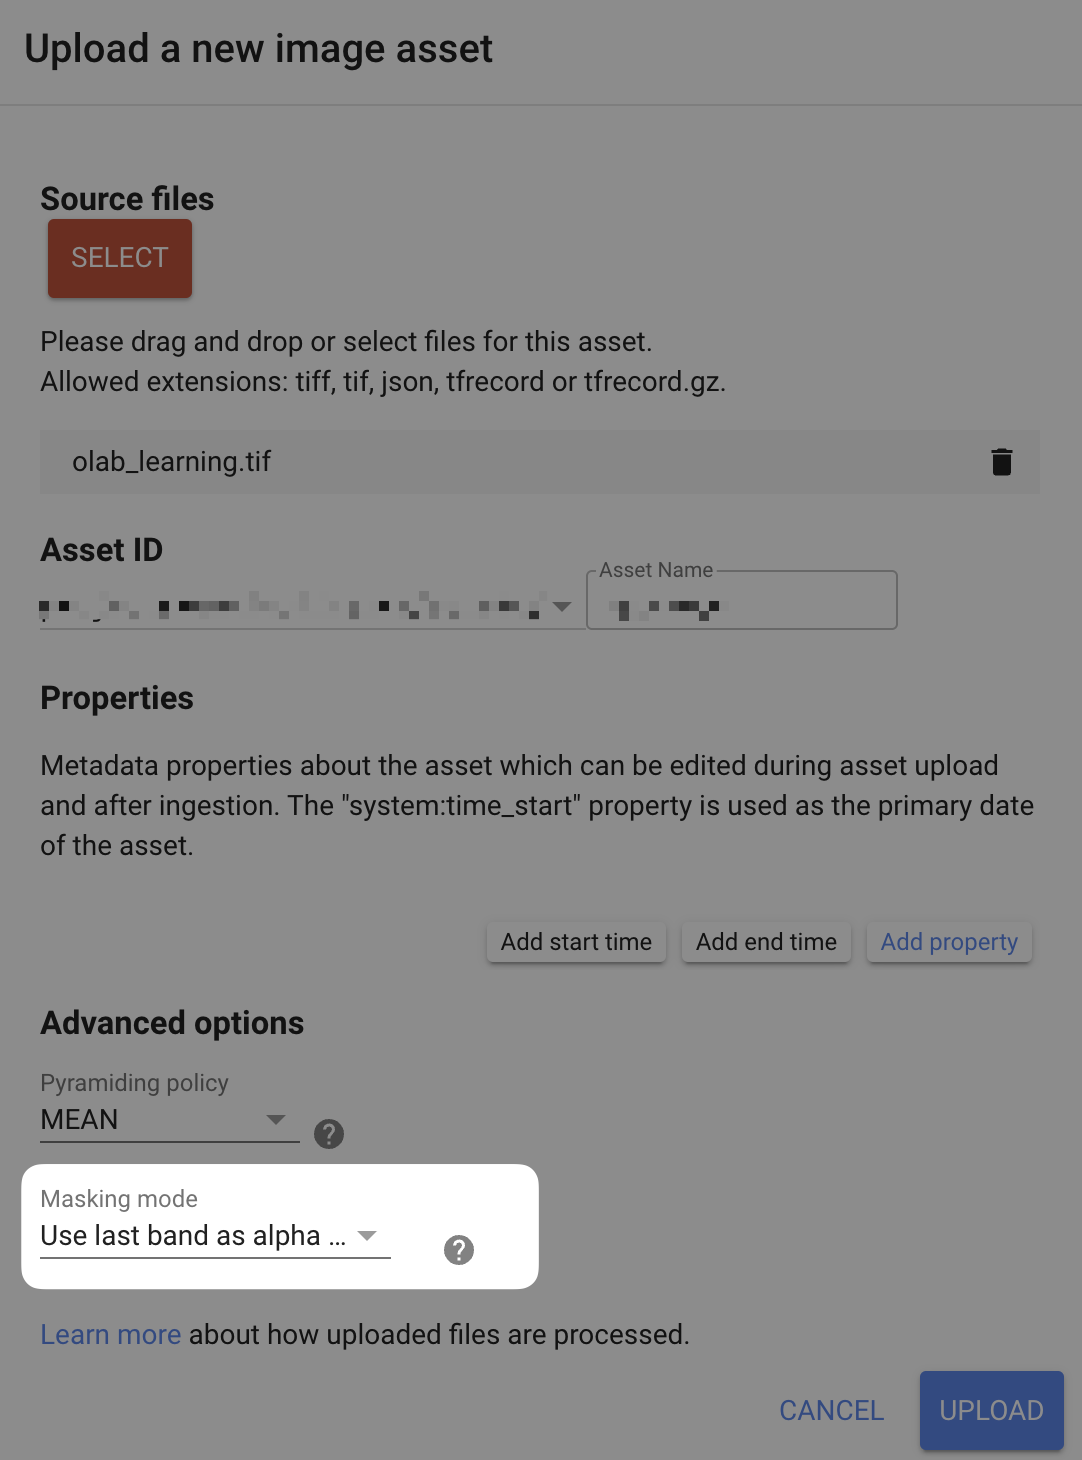 Upload a new image asset
Source files
SELECT
Please drag and drop or select files for this asset.
Allowed extensions: tiff, tif, json, tfrecord or tfrecord.gz.
olab_learning.tif
Asset ID
Asset Name
Properties
Metadata properties about the asset which can be edited during asset upload
and after ingestion. The "system:time_start" property is used as the primary date
of the asset.
Add start time Add end time Add property
Advanced options
Pyramiding policy
MEAN
?
Masking mode
Use last band as alpha ...
?
Learn more about how uploaded files are processed.
CANCEL UPLOAD